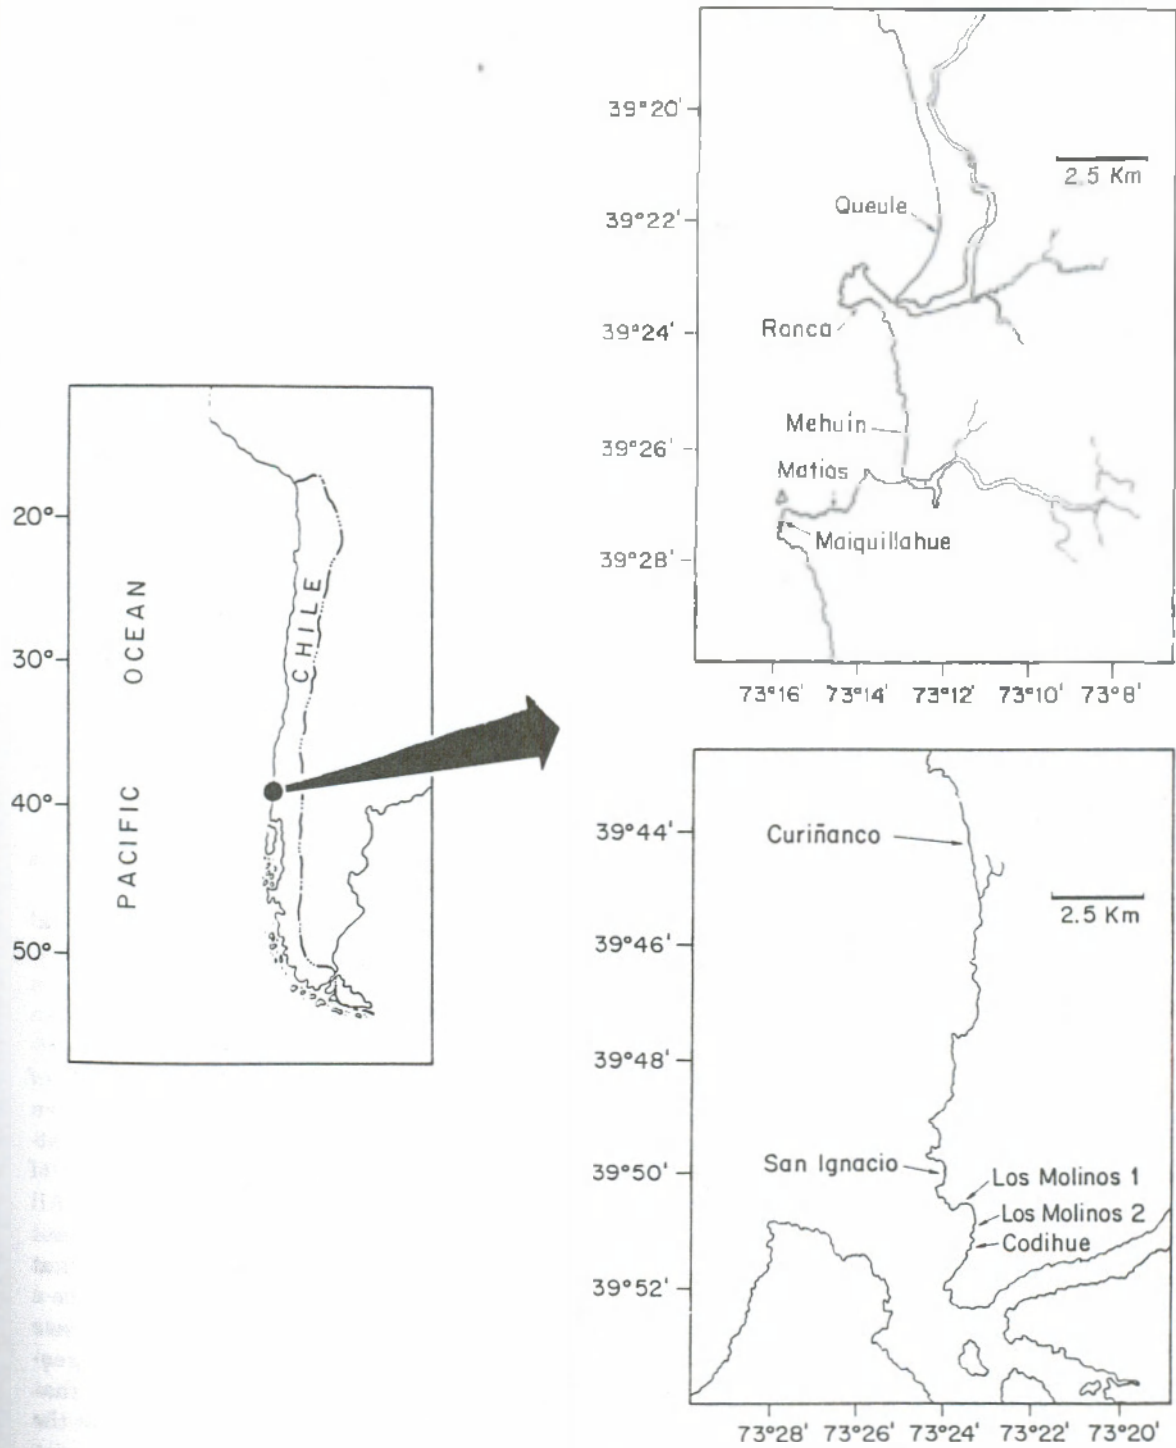 20°
30°
40°
50°
PACIFIC OCEAN
CHILE
39°20'
39°22'
39°24'
39°26'
39°28'
2.5 Km
Queule
Ronca
Mehuín
Matías
Maiquillahue
73°16' 73°14' 73°12' 73°10' 73°8'
39°44'
39°46'
39°48'
39°50'
39°52'
Curiñanco
2.5 Km
San Ignacio
Los Molinos 1
Los Molinos 2
Codihue
73°28' 73°26' 73°24' 73°22' 73°20'